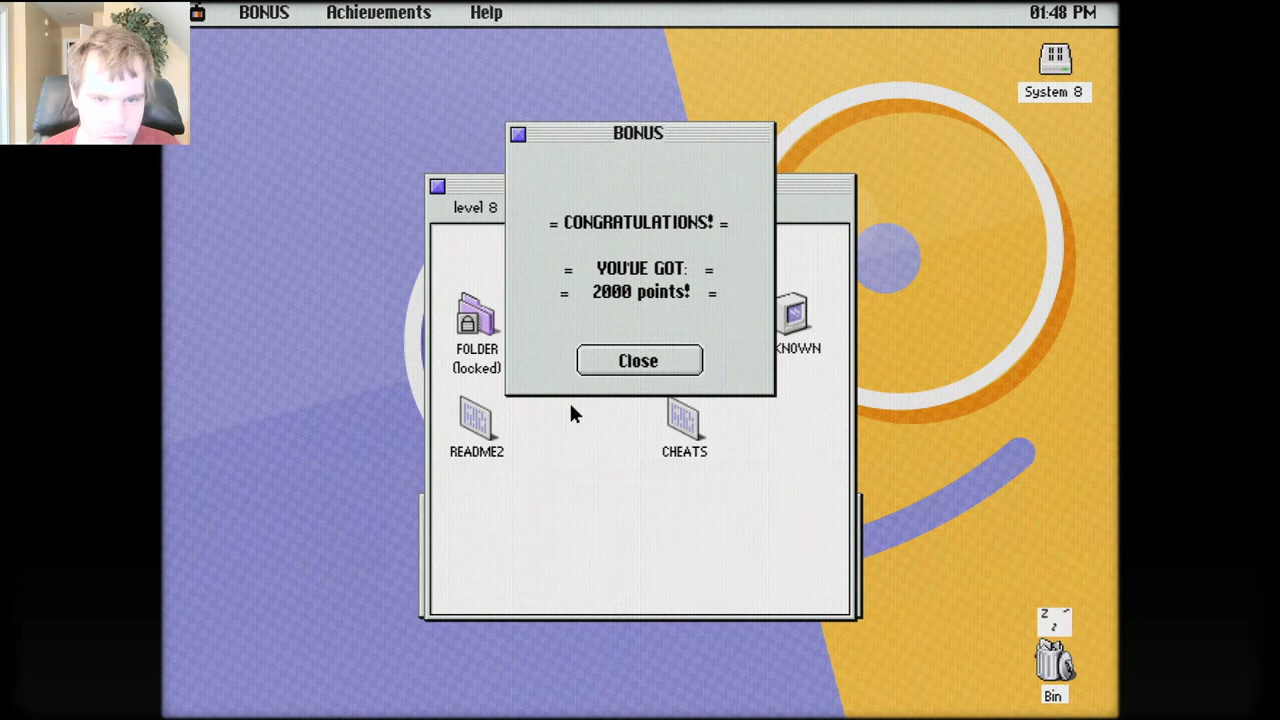 BONUS Achievements Help 01:48 PM
System 8
BONUS
level 8
= CONGRATULATIONS! =
= YOU'VE GOT: =
= 2000 points! =
FOLDER
(locked)
KNOWN
Close
README2
CHEATS
z
z
Bin